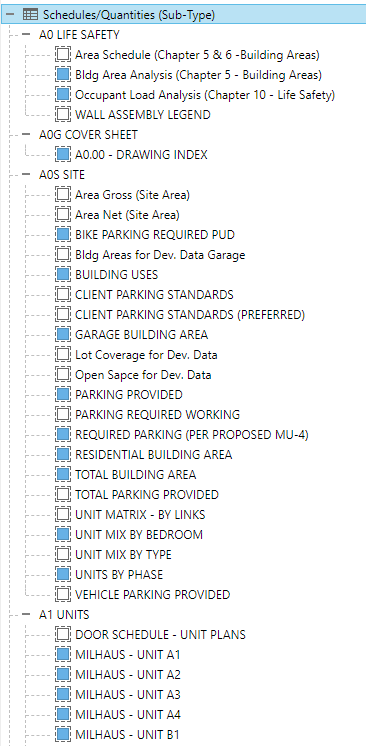 Schedules/Quantities (Sub-Type)
A0 LIFE SAFETY
Area Schedule (Chapter 5 & 6 -Building Areas)
Bldg Area Analysis (Chapter 5 - Building Areas)
Occupant Load Analysis (Chapter 10 - Life Safety)
WALL ASSEMBLY LEGEND
A0G COVER SHEET
A0.00 - DRAWING INDEX
A0S SITE
Area Gross (Site Area)
Area Net (Site Area)
BIKE PARKING REQUIRED PUD
Bldg Areas for Dev. Data Garage
BUILDING USES
CLIENT PARKING STANDARDS
CLIENT PARKING STANDARDS (PREFERRED)
GARAGE BUILDING AREA
Lot Coverage for Dev. Data
Open Sapce for Dev. Data
PARKING PROVIDED
PARKING REQUIRED WORKING
REQUIRED PARKING (PER PROPOSED MU-4)
RESIDENTIAL BUILDING AREA
TOTAL BUILDING AREA
TOTAL PARKING PROVIDED
UNIT MATRIX - BY LINKS
UNIT MIX BY BEDROOM
UNIT MIX BY TYPE
UNITS BY PHASE
VEHICLE PARKING PROVIDED
A1 UNITS
DOOR SCHEDULE - UNIT PLANS
MILHAUS - UNIT A1
MILHAUS - UNIT A2
MILHAUS - UNIT A3
MILHAUS - UNIT A4
MILHAUS - UNIT B1